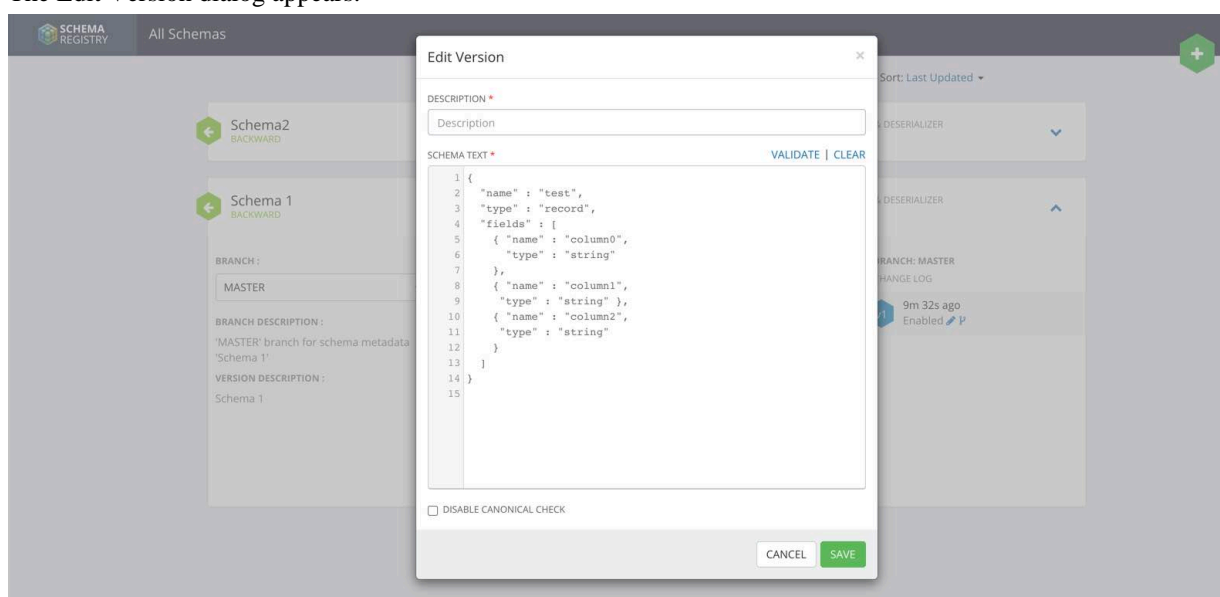 SCHEMA
REGISTRY
All Schemas
Edit Version
×
+
Sort: Last Updated
DESCRIPTION *
Description
Schema2
BACKWARD
DESERIALIZER
SCHEMA TEXT *
VALIDATE | CLEAR
1 {
2 "name" : "test",
3 "type" : "record",
4 "fields" : [
5 { "name" : "column0",
6 "type" : "string"
7 },
8 { "name" : "column1",
9 "type" : "string" },
10 { "name" : "column2",
11 "type" : "string"
12 }
13 ]
14 }
15
Schema 1
BACKWARD
DESERIALIZER
BRANCH :
MASTER
BRANCH DESCRIPTION :
'MASTER' branch for schema metadata
'Schema 1'
VERSION DESCRIPTION :
Schema 1
RANCH: MASTER
HANGE LOG
v1
9m 32s ago
Enabled
DISABLE CANONICAL CHECK
CANCEL
SAVE